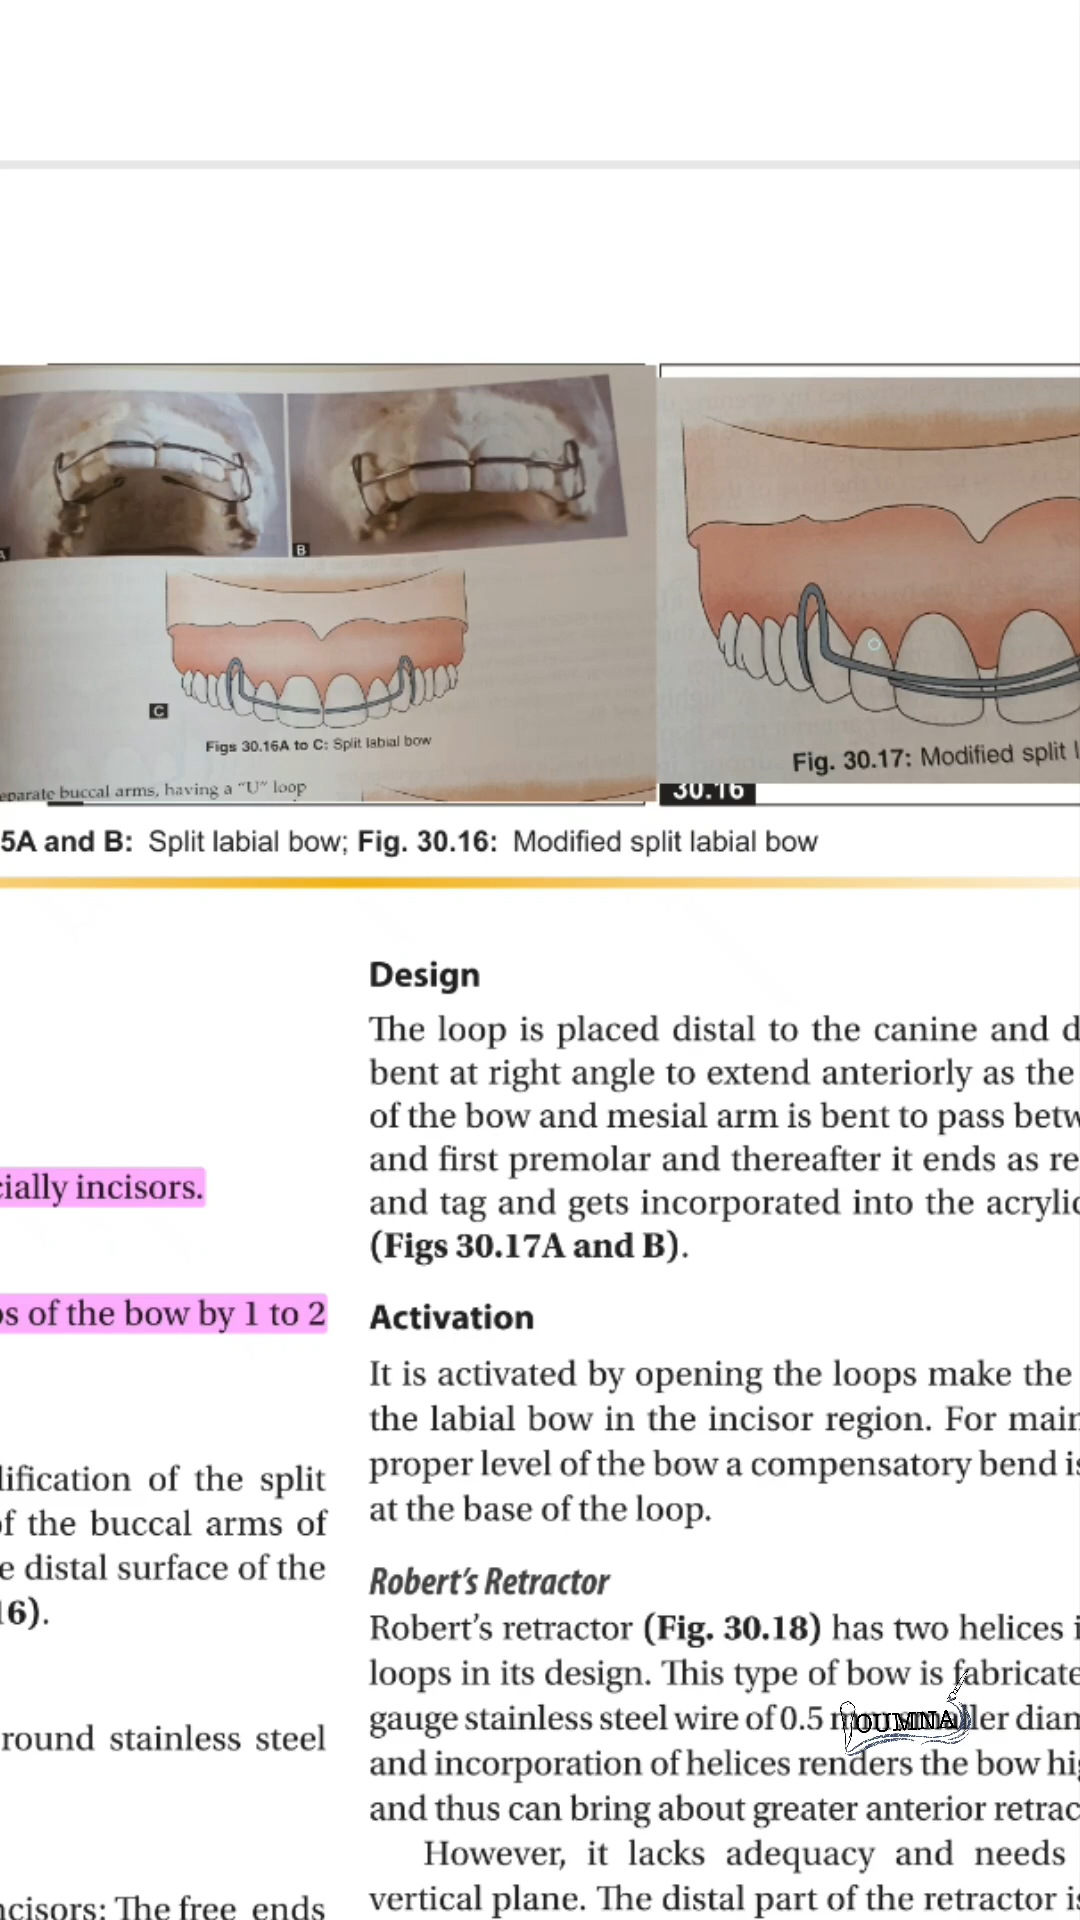 A
B
C
Figs 30.16A to C: Split labial bow
eparate buccal arms, having a "U" loop
Fig. 30.17: Modified split l
30.16
5A and B: Split labial bow; Fig. 30.16: Modified split labial bow
cially incisors.
os of the bow by 1 to 2
lification of the split
of the buccal arms of
e distal surface of the
16).
round stainless steel
ncisors: The free ends
Design
The loop is placed distal to the canine and d
bent at right angle to extend anteriorly as the
of the bow and mesial arm is bent to pass betw
and first premolar and thereafter it ends as re
and tag and gets incorporated into the acrylic
(Figs 30.17A and B).
Activation
It is activated by opening the loops make the
the labial bow in the incisor region. For main
proper level of the bow a compensatory bend is
at the base of the loop.
Robert's Retractor
Robert's retractor (Fig. 30.18) has two helices i
loops in its design. This type of bow is fabricate
gauge stainless steel wire of 0.5 diam
OUMINA
and incorporation of helices renders the bow hig
and thus can bring about greater anterior retrac
However, it lacks adequacy and needs
vertical plane. The distal part of the retractor is